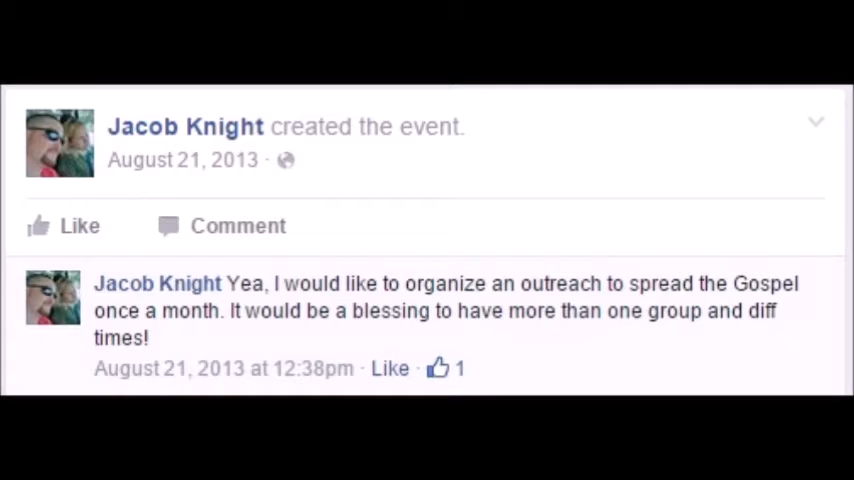 Jacob Knight created the event.
August 21, 2013 ·
Like Comment
Jacob Knight Yea, I would like to organize an outreach to spread the Gospel
once a month. It would be a blessing to have more than one group and diff
times!
August 21, 2013 at 12:38pm · Like · 1